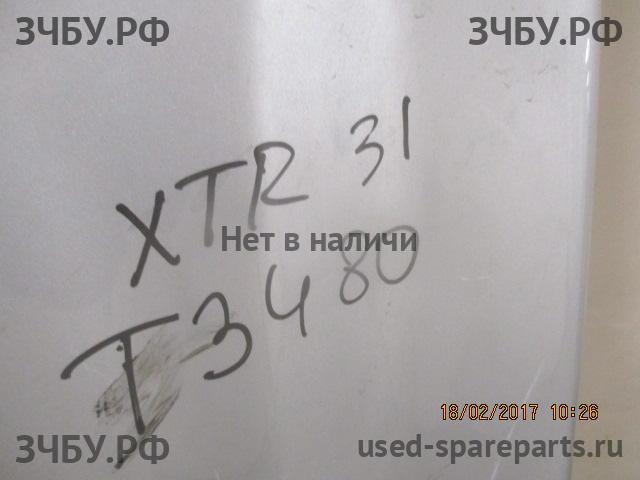 ЗЧБУ.РФ ЗЧБУ.РФ
XTR 31
Нет в наличи
T3480
18/02/2017 10:26
ЗЧБУ.РФ used-spareparts.ru